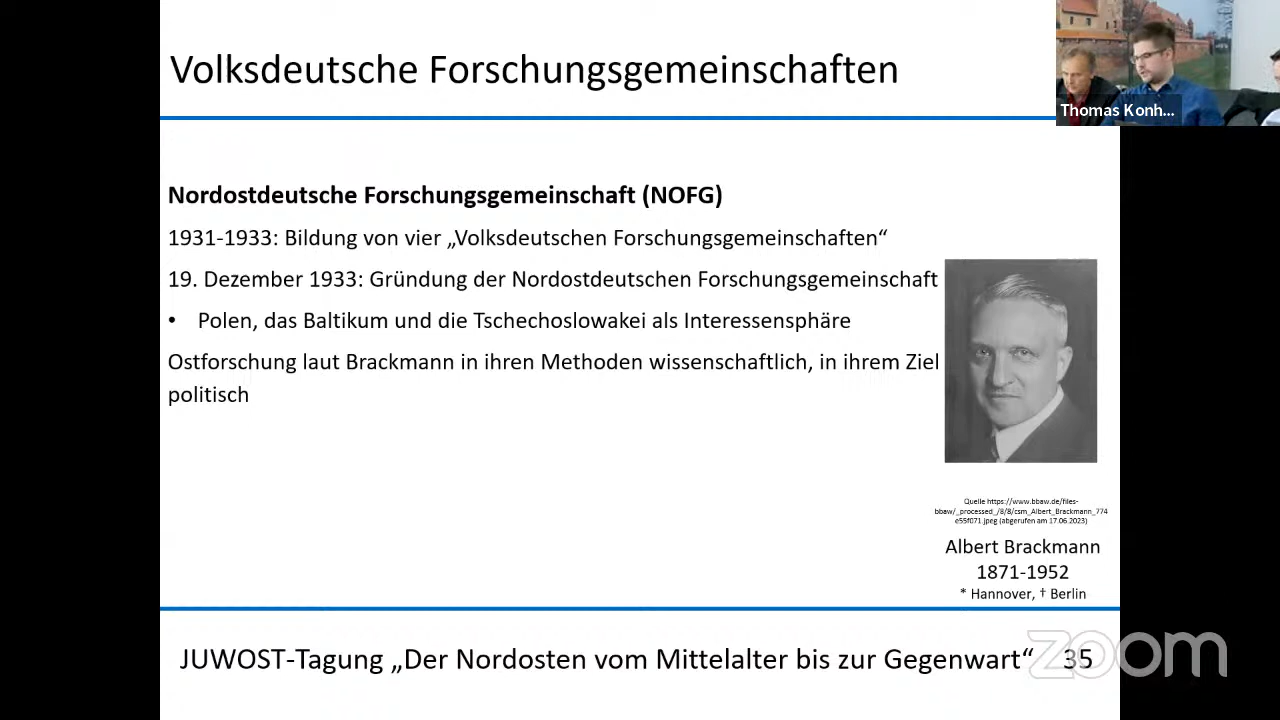 Volksdeutsche Forschungsgemeinschaften
Thomas Konh...
Nordostdeutsche Forschungsgemeinschaft (NOFG)
1931-1933: Bildung von vier „Volksdeutschen Forschungsgemeinschaften“
19. Dezember 1933: Gründung der Nordostdeutschen Forschungsgemeinschaft
• Polen, das Baltikum und die Tschechoslowakei als Interessensphäre
Ostforschung laut Brackmann in ihren Methoden wissenschaftlich, in ihrem Ziel
politisch
Quelle https://www.bbaw.de/files-
bbaw/_processed_/8/8/csm_Albert_Brackmann_774
e55f071.jpeg (abgerufen am 17.06.2023)
Albert Brackmann
1871-1952
* Hannover, † Berlin
JUWOST-Tagung „Der Nordosten vom Mittelalter bis zur Gegenwart“ 35
zoom